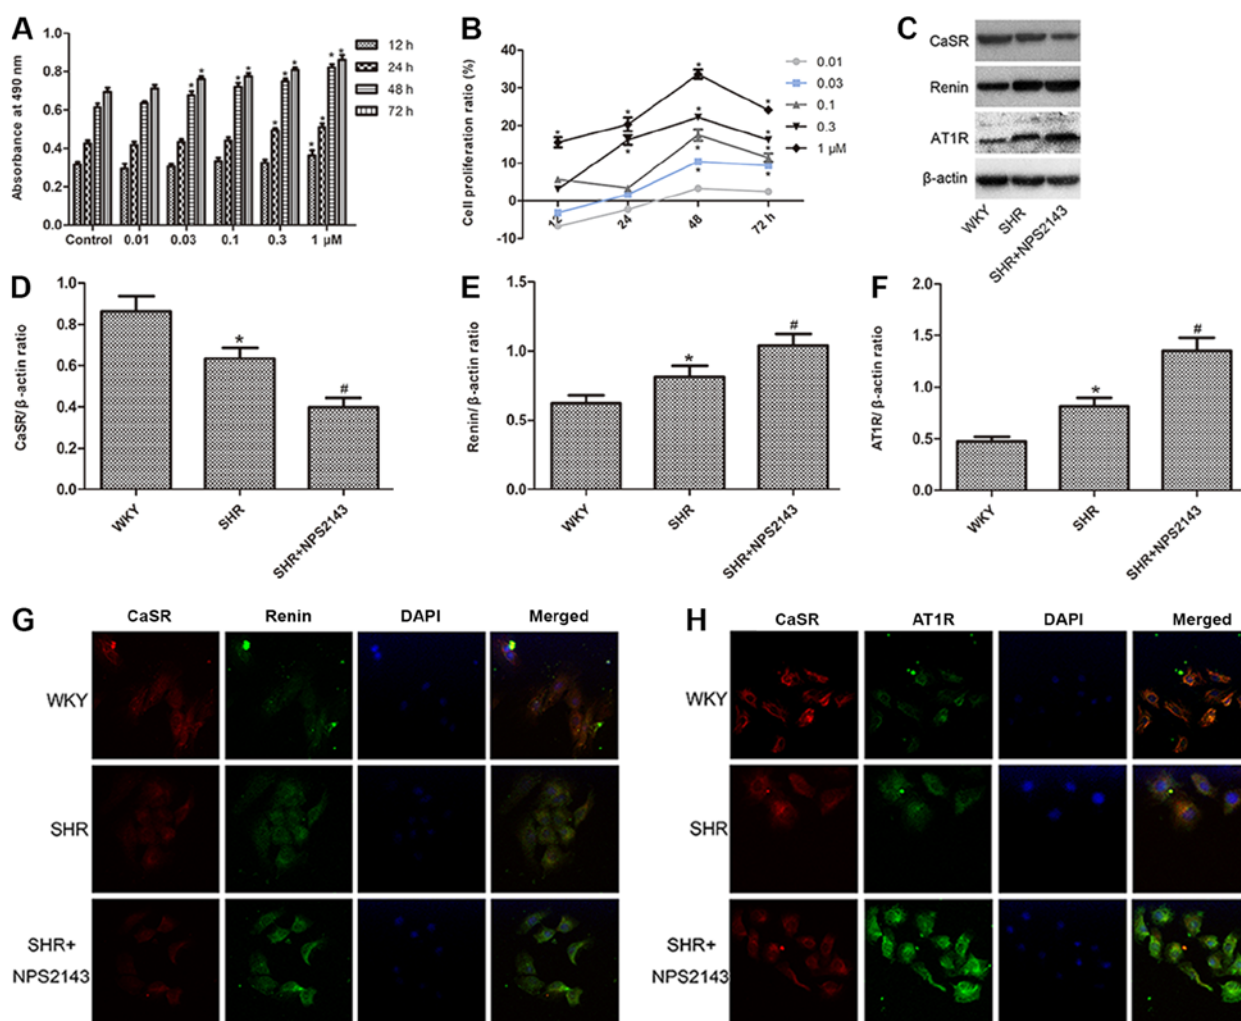 A
Absorbance at 490 nm
1.0
0.8
0.6
0.4
0.2
0.0
Control 0.01 0.03 0.1 0.3 1 μM
12 h
24 h
48 h
72 h
B
Cell proliferation ratio (%)
40
30
20
10
0
-10
12 24 48 72 h
0.01
0.03
0.1
0.3
1 μM
C
CaSR
Renin
AT1R
β-actin
WKY SHR SHR+NPS2143
D
CaSR/ β-actin ratio
1.0
0.8
0.6
0.4
0.2
0.0
*
#
WKY SHR SHR+NPS2143
E
Renin/ β-actin ratio
1.5
1.0
0.5
0.0
*
#
WKY SHR SHR+NPS2143
F
AT1R/ β-actin ratio
2.0
1.5
1.0
0.5
0.0
*
#
WKY SHR SHR+NPS2143
G
CaSR Renin DAPI Merged
WKY
SHR
SHR+
NPS2143
H
CaSR AT1R DAPI Merged
WKY
SHR
SHR+
NPS2143